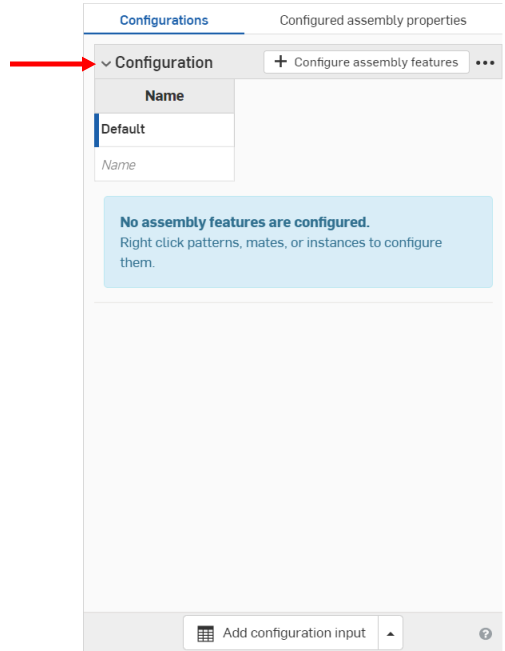 Configurations Configured assembly properties
Configuration + Configure assembly features •••
Name
Default
Name
No assembly features are configured.
Right click patterns, mates, or instances to configure
them.
Add configuration input
?